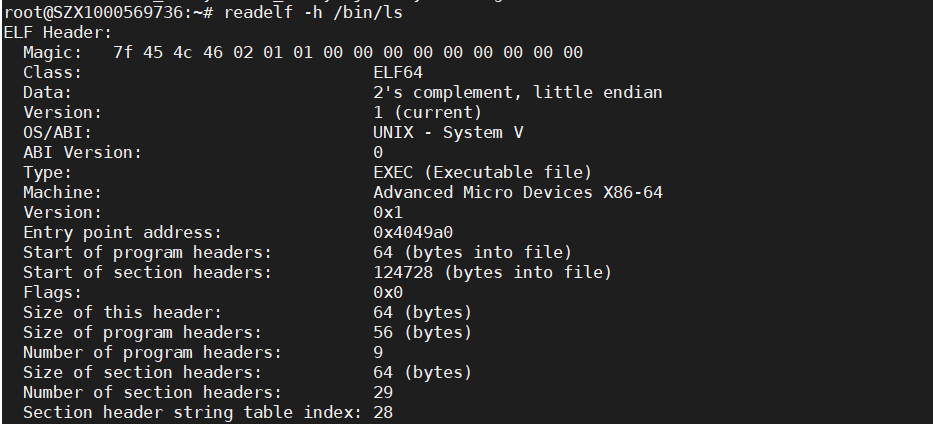 root@SZX1000569736:~# readelf -h /bin/ls
ELF Header:
  Magic:   7f 45 4c 46 02 01 01 00 00 00 00 00 00 00 00 00
  Class:                             ELF64
  Data:                              2's complement, little endian
  Version:                           1 (current)
  OS/ABI:                            UNIX - System V
  ABI Version:                       0
  Type:                              EXEC (Executable file)
  Machine:                           Advanced Micro Devices X86-64
  Version:                           0x1
  Entry point address:               0x4049a0
  Start of program headers:          64 (bytes into file)
  Start of section headers:          124728 (bytes into file)
  Flags:                             0x0
  Size of this header:               64 (bytes)
  Size of program headers:           56 (bytes)
  Number of program headers:         9
  Size of section headers:           64 (bytes)
  Number of section headers:         29
  Section header string table index: 28